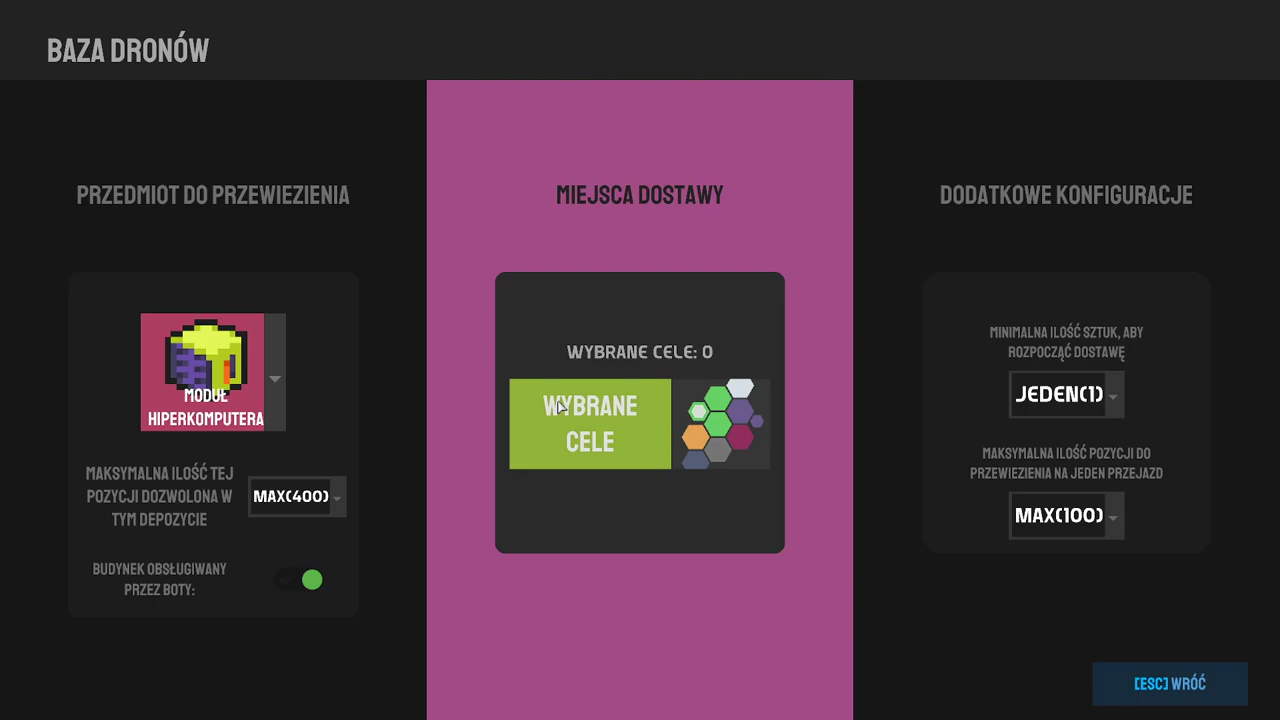 BAZA DRONÓW
PRZEDMIOT DO PRZEWIEZIENIA
MODUŁ
HIPERKOMPUTERA
MAKSYMALNA ILOŚĆ TEJ
POZYCJI DOZWOLONA W
TYM DEPOZYCIE
MAX(400)
BUDYNEK OBSŁUGIWANY
PRZEZ BOTY:
MIEJSCA DOSTAWY
WYBRANE CELE: 0
WYBRANE
CELE
DODATKOWE KONFIGURACJE
MINIMALNA ILOŚĆ SZTUK, ABY
ROZPOCZĄĆ DOSTAWĘ
JEDEN(1)
MAKSYMALNA ILOŚĆ POZYCJI DO
PRZEWIEZIENIA NA JEDEN PRZEJAZD
MAX(100)
[ESC] WRÓĆ